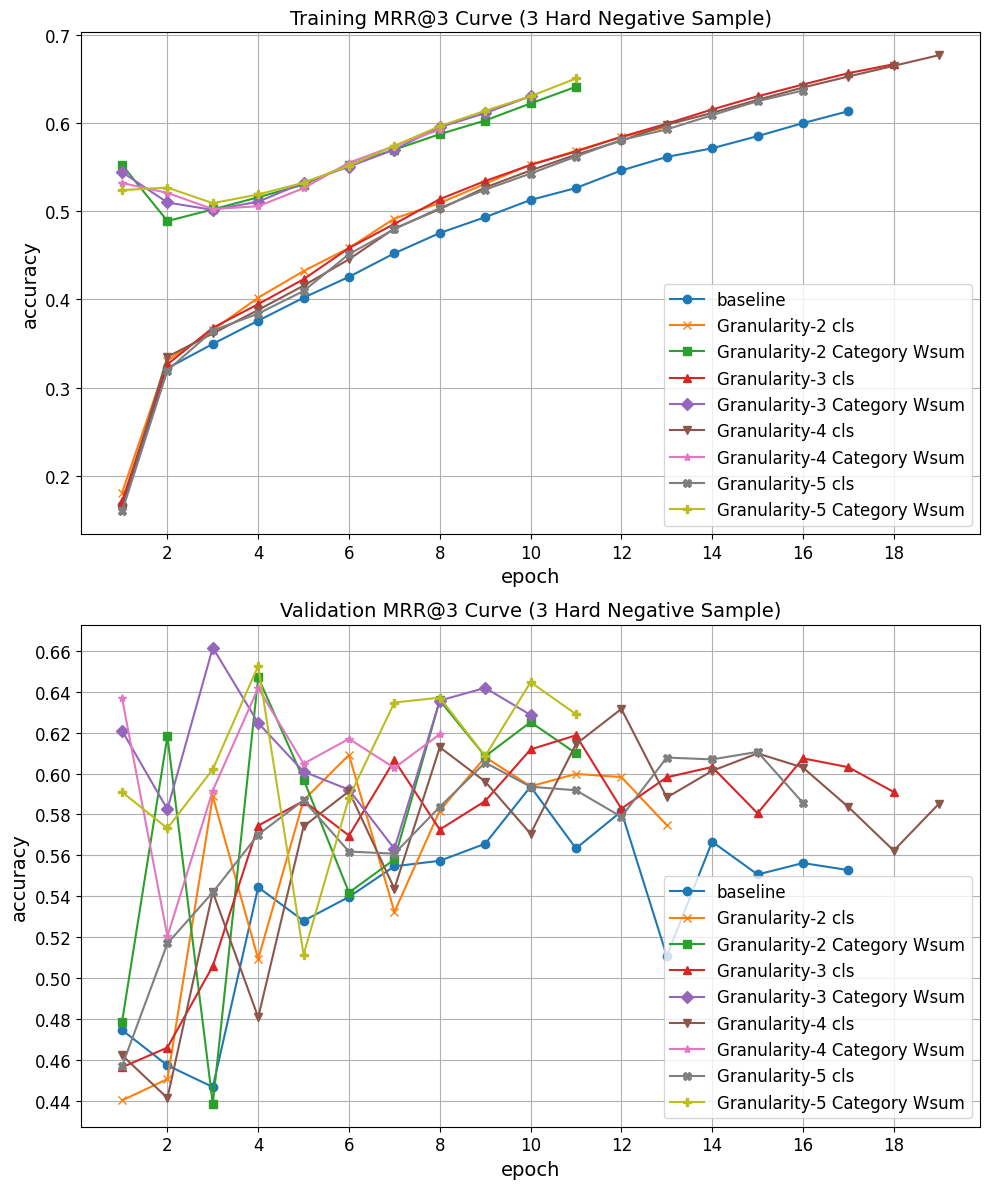 Training MRR@3 Curve (3 Hard Negative Sample)
0.7
0.6
0.5
0.4
0.3
0.2
accuracy
baseline
Granularity-2 cls
Granularity-2 Category Wsum
Granularity-3 cls
Granularity-3 Category Wsum
Granularity-4 cls
Granularity-4 Category Wsum
Granularity-5 cls
Granularity-5 Category Wsum
2 4 6 8 10 12 14 16 18
epoch
Validation MRR@3 Curve (3 Hard Negative Sample)
0.66
0.64
0.62
0.60
0.58
0.56
0.54
0.52
0.50
0.48
0.46
0.44
accuracy
baseline
Granularity-2 cls
Granularity-2 Category Wsum
Granularity-3 cls
Granularity-3 Category Wsum
Granularity-4 cls
Granularity-4 Category Wsum
Granularity-5 cls
Granularity-5 Category Wsum
2 4 6 8 10 12 14 16 18
epoch